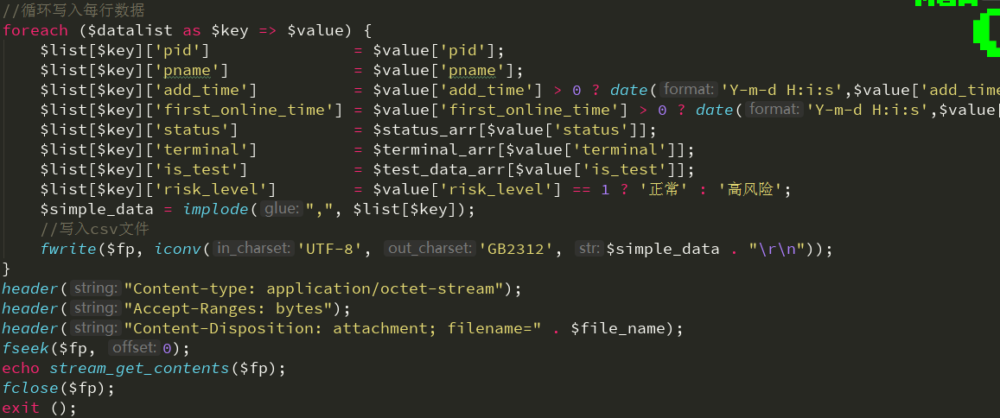 //循环写入每行数据
foreach ($datalist as $key => $value) {
    $list[$key]['pid']               = $value['pid'];
    $list[$key]['pname']             = $value['pname'];
    $list[$key]['add_time']          = $value['add_time'] > 0 ? date( format: 'Y-m-d H:i:s',$value['add_time
    $list[$key]['first_online_time'] = $value['first_online_time'] > 0 ? date( format: 'Y-m-d H:i:s',$value[
    $list[$key]['status']            = $status_arr[$value['status']];
    $list[$key]['terminal']          = $terminal_arr[$value['terminal']];
    $list[$key]['is_test']           = $test_data_arr[$value['is_test']];
    $list[$key]['risk_level']        = $value['risk_level'] == 1 ? '正常' : '高风险';
    $simple_data = implode( glue: ",", $list[$key]);
    //写入csv文件
    fwrite($fp, iconv( in_charset: 'UTF-8', out_charset: 'GB2312', str: $simple_data . "\r\n"));
}
header( string: "Content-type: application/octet-stream");
header( string: "Accept-Ranges: bytes");
header( string: "Content-Disposition: attachment; filename=" . $file_name);
fseek($fp, offset: 0);
echo stream_get_contents($fp);
fclose($fp);
exit ();